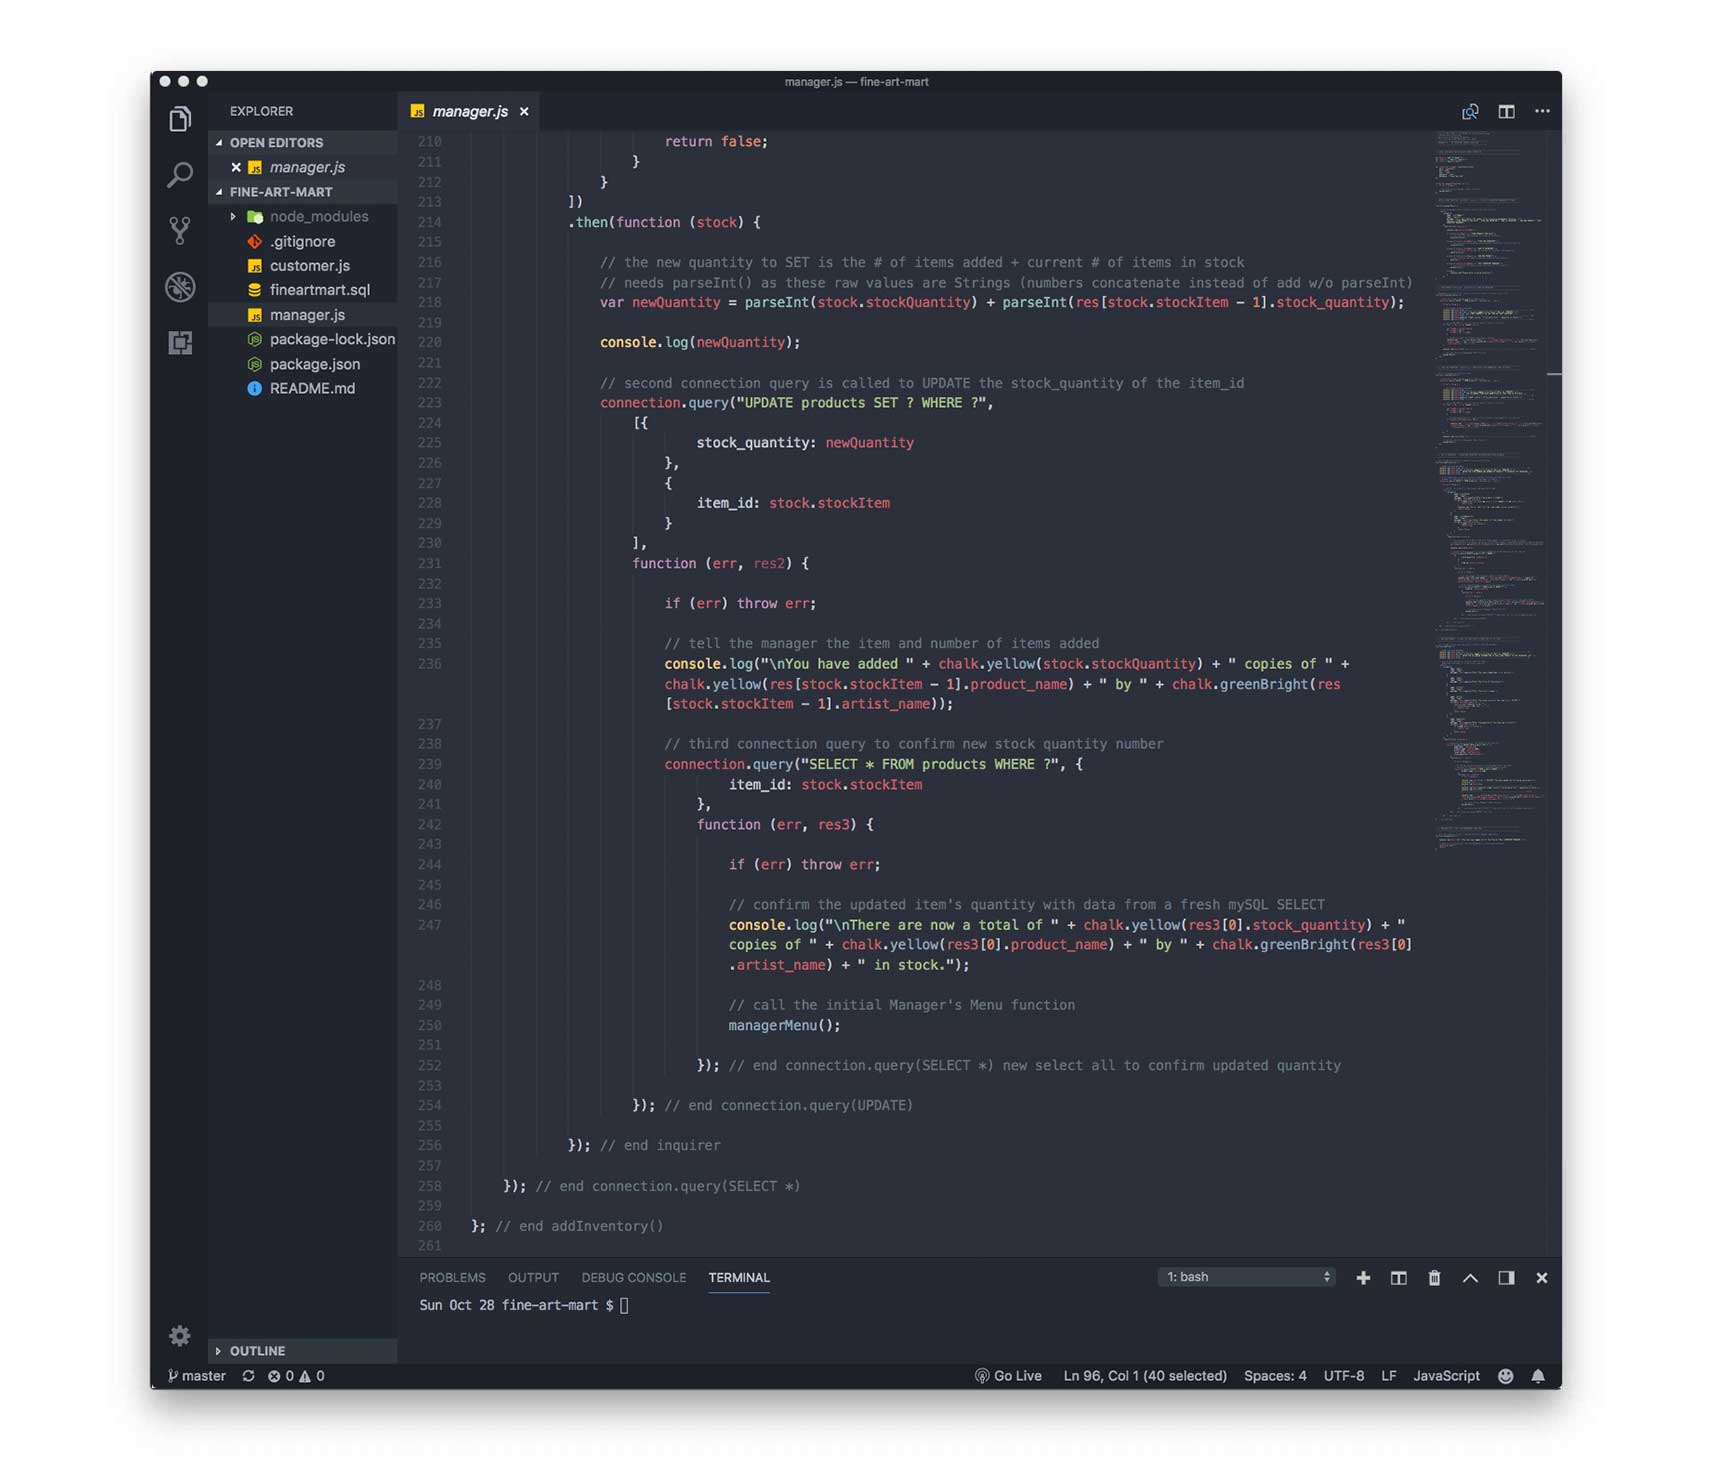 manager.js — fine-art-mart
EXPLORER
OPEN EDITORS
manager.js
FINE-ART-MART
node_modules
.gitignore
customer.js
fineartmart.sql
manager.js
package-lock.json
package.json
README.md
OUTLINE
manager.js
210 return false;
211 }
212 }
213 ])
214 .then(function (stock) {
215
216 // the new quantity to SET is the # of items added + current # of items in stock
217 // needs parseInt() as these raw values are Strings (numbers concatenate instead of add w/o parseInt)
218 var newQuantity = parseInt(stock.stockQuantity) + parseInt(res[stock.stockItem - 1].stock_quantity);
219
220 console.log(newQuantity);
221
222 // second connection query is called to UPDATE the stock_quantity of the item_id
223 connection.query("UPDATE products SET ? WHERE ?",
224 [{
225 stock_quantity: newQuantity
226 },
227 {
228 item_id: stock.stockItem
229 }
230 ],
231 function (err, res2) {
232
233 if (err) throw err;
234
235 // tell the manager the item and number of items added
236 console.log("\nYou have added " + chalk.yellow(stock.stockQuantity) + " copies of " +
chalk.yellow(res[stock.stockItem - 1].product_name) + " by " + chalk.greenBright(res
[stock.stockItem - 1].artist_name));
237
238 // third connection query to confirm new stock quantity number
239 connection.query("SELECT * FROM products WHERE ?", {
240 item_id: stock.stockItem
241 },
242 function (err, res3) {
243
244 if (err) throw err;
245
246 // confirm the updated item's quantity with data from a fresh mySQL SELECT
247 console.log("\nThere are now a total of " + chalk.yellow(res3[0].stock_quantity) + "
copies of " + chalk.yellow(res3[0].product_name) + " by " + chalk.greenBright(res3[0]
.artist_name) + " in stock.");
248
249 // call the initial Manager's Menu function
250 managerMenu();
251
252 }); // end connection.query(SELECT *) new select all to confirm updated quantity
253
254 }); // end connection.query(UPDATE)
255
256 }); // end inquirer
257
258 }); // end connection.query(SELECT *)
259
260 }; // end addInventory()
261
PROBLEMS OUTPUT DEBUG CONSOLE TERMINAL 1: bash
Sun Oct 28 fine-art-mart $
master 0 0 Go Live Ln 96, Col 1 (40 selected) Spaces: 4 UTF-8 LF JavaScript